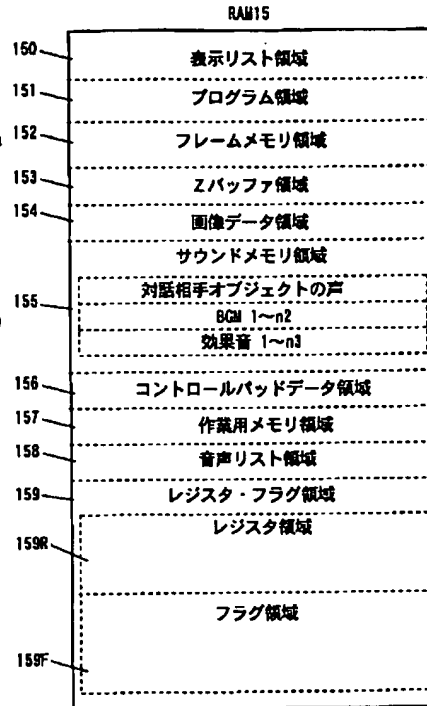 RAM15
150 表示リスト領域
151 プログラム領域
152 フレームメモリ領域
153 Zバッファ領域
154 画像データ領域
サウンドメモリ領域
対話相手オブジェクトの声
155 BGM 1〜n2
効果音 1〜n3
156 コントロールパッドデータ領域
157 作業用メモリ領域
158 音声リスト領域
159 レジスタ・フラグ領域
レジスタ領域
159R
フラグ領域
159F